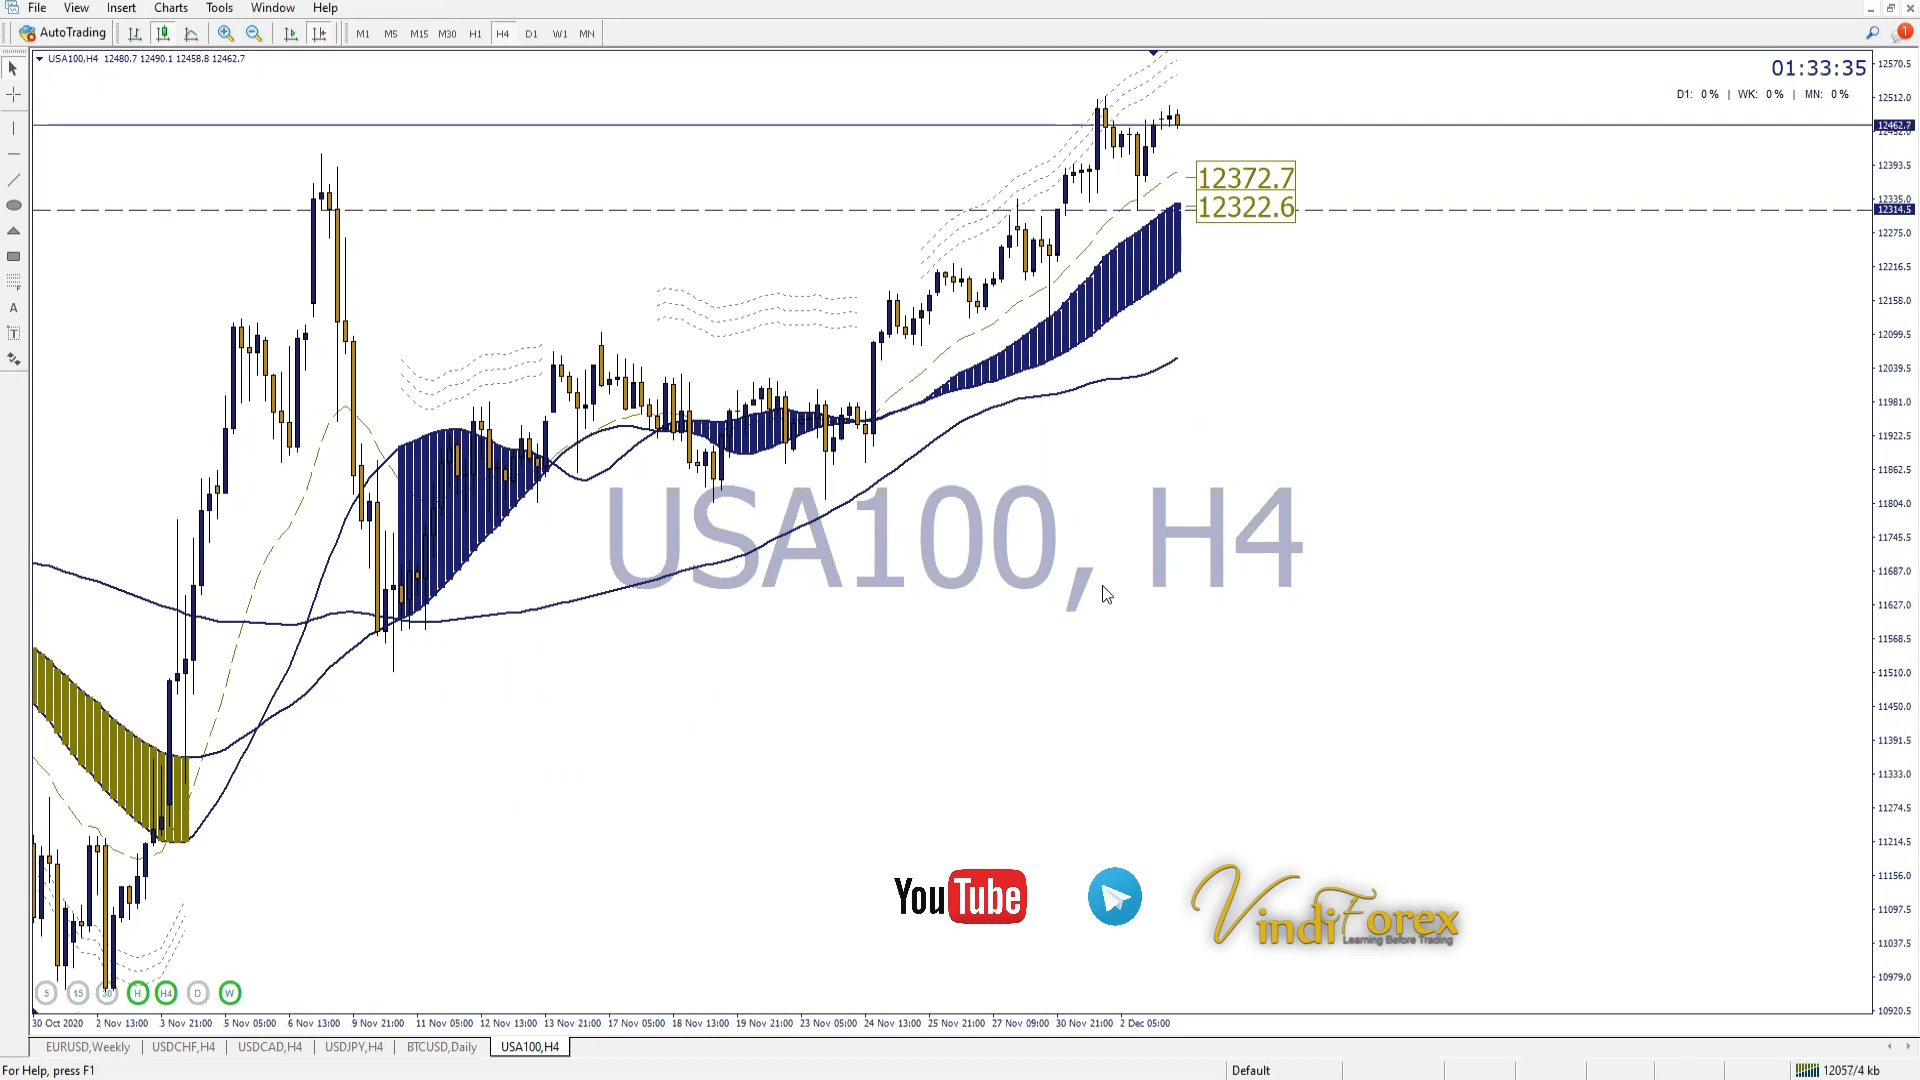 File View Insert Charts Tools Window Help
AutoTrading M1 M5 M15 M30 H1 H4 D1 W1 MN 1
USA100,H4 12480.7 12490.1 12458.8 12462.7
01:33:35
D1: 0 % | WK: 0 % | MN: 0 %
12570.5
12512.0
12462.7
12393.5
12372.7
12335.0
12322.6
12314.5
12275.0
12216.5
12158.0
12099.5
12039.5
11981.0
11922.5
11862.5
11804.0
11745.5
11687.0
11627.0
11568.5
11510.0
11450.0
11391.5
11333.0
11274.5
11214.5
11156.0
11097.5
11037.5
10979.0
10920.5
USA100, H4
A
T
YouTube
VindiForex
Learning Before Trading
5 15 30 H H4 D W
30 Oct 2020 2 Nov 13:00 3 Nov 21:00 5 Nov 05:00 6 Nov 13:00 9 Nov 21:00 11 Nov 05:00 12 Nov 13:00 13 Nov 21:00 17 Nov 05:00 18 Nov 13:00 19 Nov 21:00 23 Nov 05:00 24 Nov 13:00 25 Nov 21:00 27 Nov 09:00 30 Nov 21:00 2 Dec 05:00
EURUSD,Weekly | USDCHF,H4 | USDCAD,H4 | USDJPY,H4 | BTCUSD,Daily | USA100,H4
For Help, press F1
Default
12057/4 kb